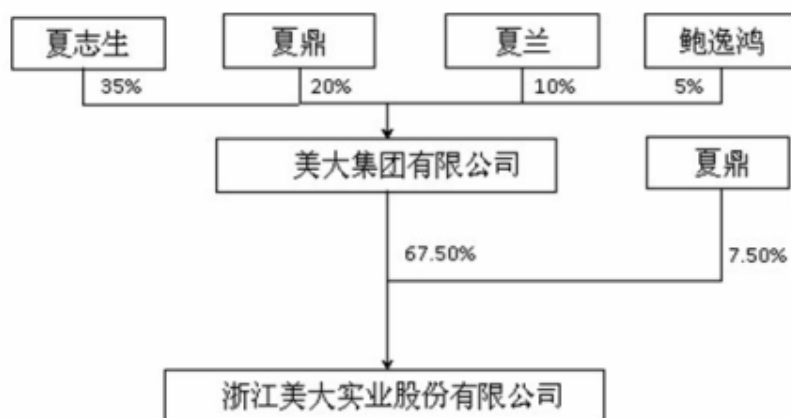 夏志生
夏鼎
夏兰
鲍逸鸿
35%
20%
10%
5%
美大集团有限公司
夏鼎
67.50%
7.50%
浙江美大实业股份有限公司